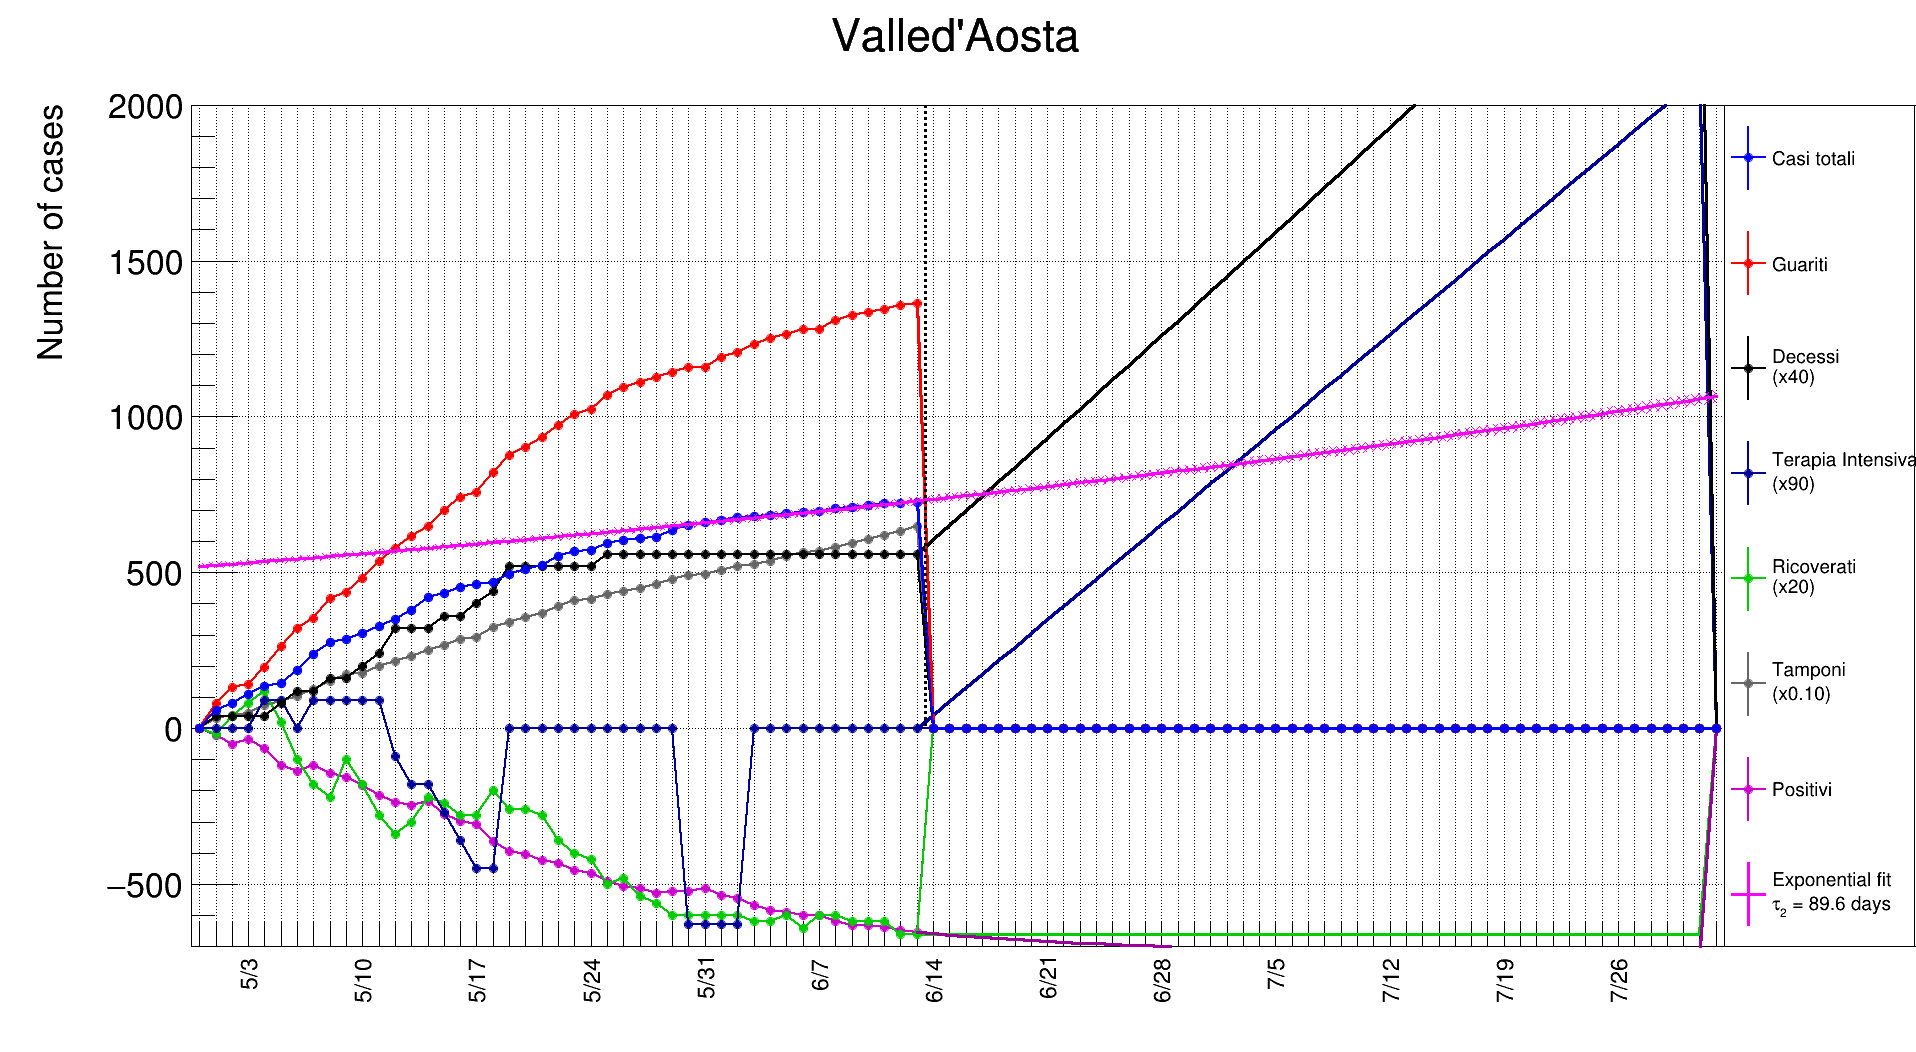 Valled'Aosta
Number of cases
2000
1500
1000
500
0
−500
5/3
5/10
5/17
5/24
5/31
6/7
6/14
6/21
6/28
7/5
7/12
7/19
7/26
Casi totali
Guariti
Decessi
(x40)
Terapia Intensiva
(x90)
Ricoverati
(x20)
Tamponi
(x0.10)
Positivi
Exponential fit
τ2 = 89.6 days